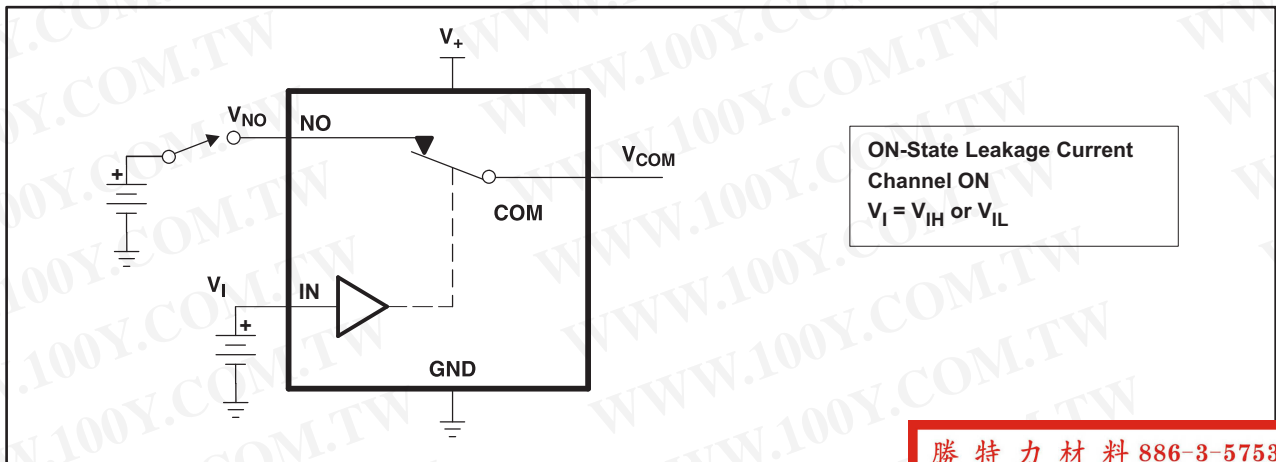 V+
VNO
NO
+
VCOM
COM
ON-State Leakage Current
Channel ON
VI = VIH or VIL
VI
IN
+
GND
勝 特 力 材 料 886-3-5753
WWW.100Y.COM.TW